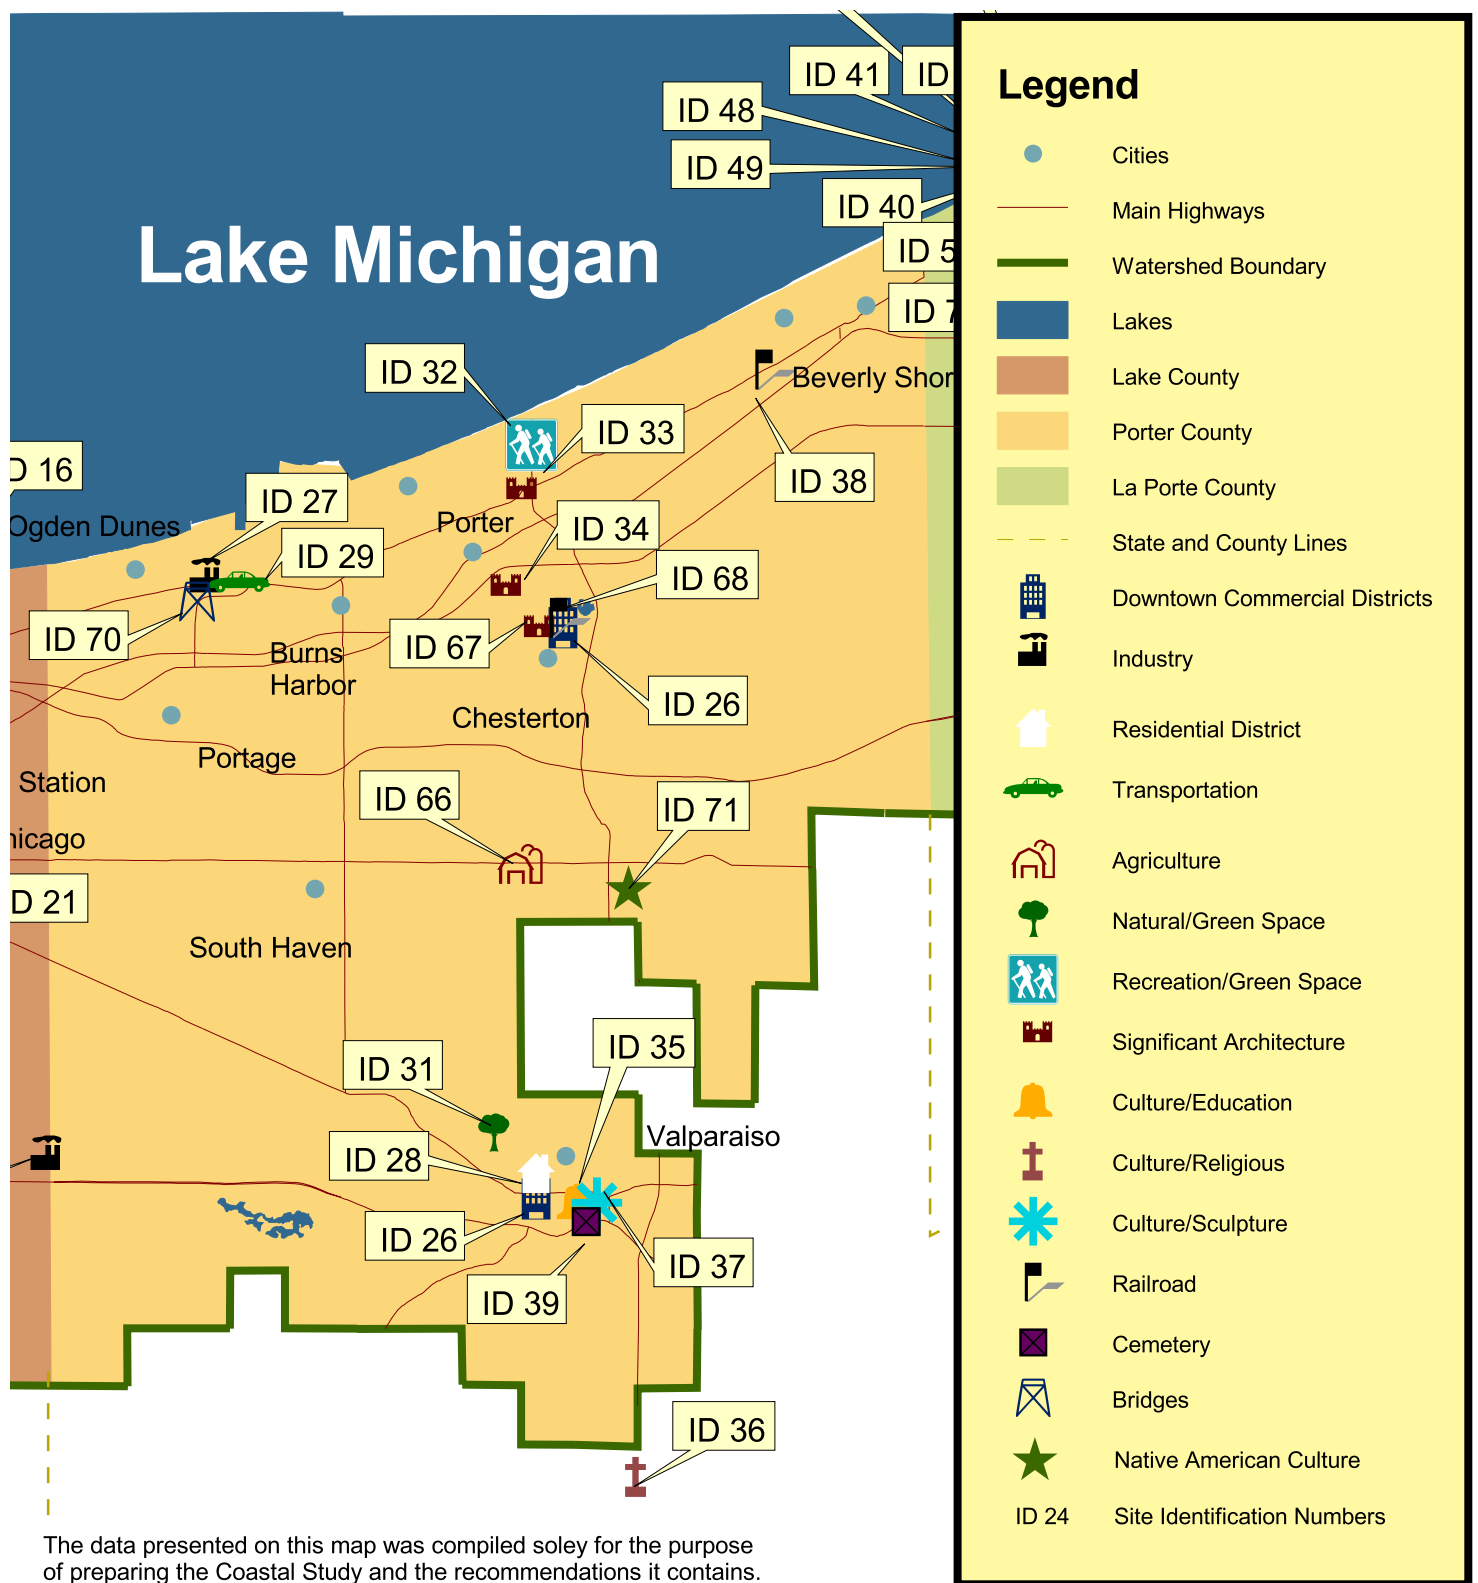 ID 41
ID
ID 48
ID 49
ID 40
Lake Michigan
ID 5
ID 7
ID 32
Beverly Shor
ID 33
D 16
ID 38
ID 27
Ogden Dunes
Porter
ID 34
ID 29
ID 68
ID 70
ID 67
Burns
Harbor
ID 26
Chesterton
Portage
Station
ID 66
ID 71
hicago
D 21
South Haven
ID 35
ID 31
Valparaiso
ID 28
ID 26
ID 37
ID 39
ID 36
The data presented on this map was compiled soley for the purpose
of preparing the Coastal Study and the recommendations it contains.
Legend
Cities
Main Highways
Watershed Boundary
Lakes
Lake County
Porter County
La Porte County
State and County Lines
Downtown Commercial Districts
Industry
Residential District
Transportation
Agriculture
Natural/Green Space
Recreation/Green Space
Significant Architecture
Culture/Education
Culture/Religious
Culture/Sculpture
Railroad
Cemetery
Bridges
Native American Culture
ID 24 Site Identification Numbers